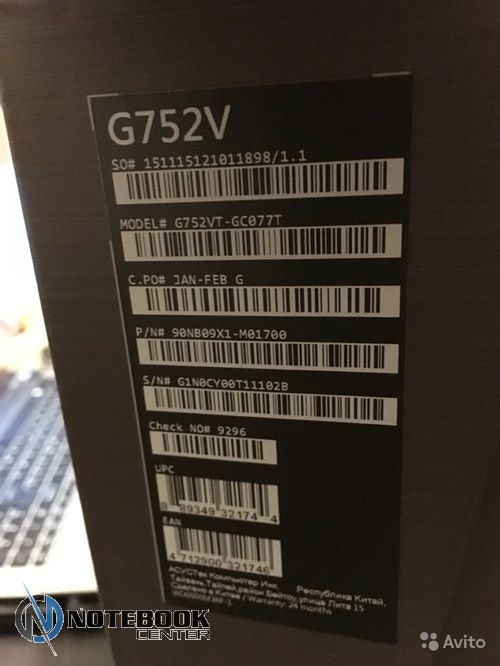 G752V
SO# 151115121011898/1.1
MODEL# G752VT-GC077T
C.PO# JAN-FEB G
P/N# 90NB09X1-M01700
S/N# G1N0CY00T11102B
Check NO# 9296
UPC
8 89349 32174 4
EAN
4 712900 321746
АСУСТек Компьютер Инк. Республика Китай,
Тайвань, Тайпей район Бейтоу, улица Лита 15
Сделано в Китае / Warranty: 24 months
NOTEBOOK
CENTER
Avito